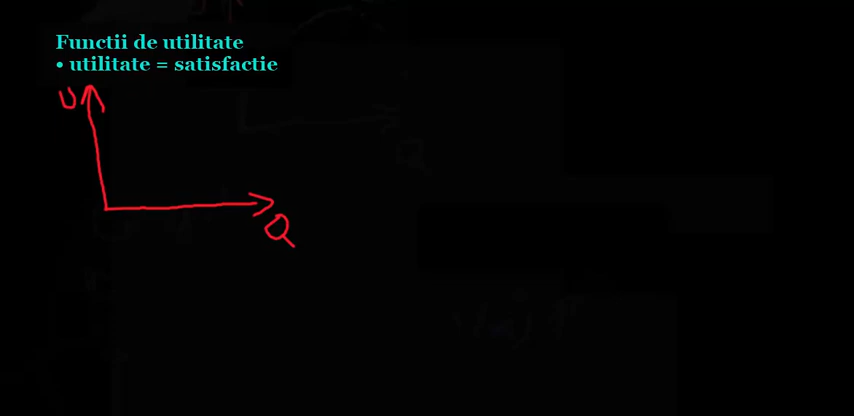 Functii de utilitate
• utilitate = satisfactie
U
Q